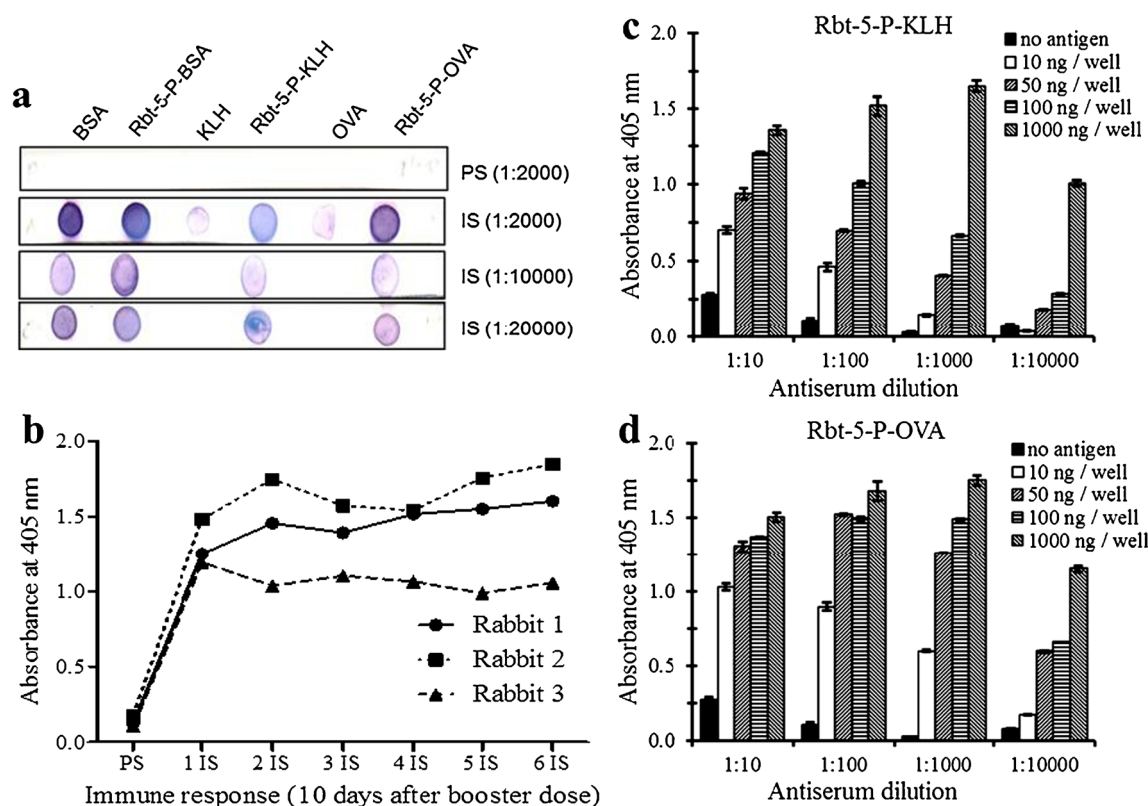 a
BSA
Rbt-5-P-BSA
KLH
Rbt-5-P-KLH
OVA
Rbt-5-P-OVA
PS (1:2000)
IS (1:2000)
IS (1:10000)
IS (1:20000)
b
Absorbance at 405 nm
2.0
1.5
1.0
0.5
0.0
Rabbit 1
Rabbit 2
Rabbit 3
PS 1 IS 2 IS 3 IS 4 IS 5 IS 6 IS
Immune response (10 days after booster dose)
c
Rbt-5-P-KLH
Absorbance at 405 nm
2.0
1.5
1.0
0.5
0.0
no antigen
10 ng / well
50 ng / well
100 ng / well
1000 ng / well
1:10 1:100 1:1000 1:10000
Antiserum dilution
d
Rbt-5-P-OVA
Absorbance at 405 nm
2.0
1.5
1.0
0.5
0.0
no antigen
10 ng / well
50 ng / well
100 ng / well
1000 ng / well
1:10 1:100 1:1000 1:10000
Antiserum dilution